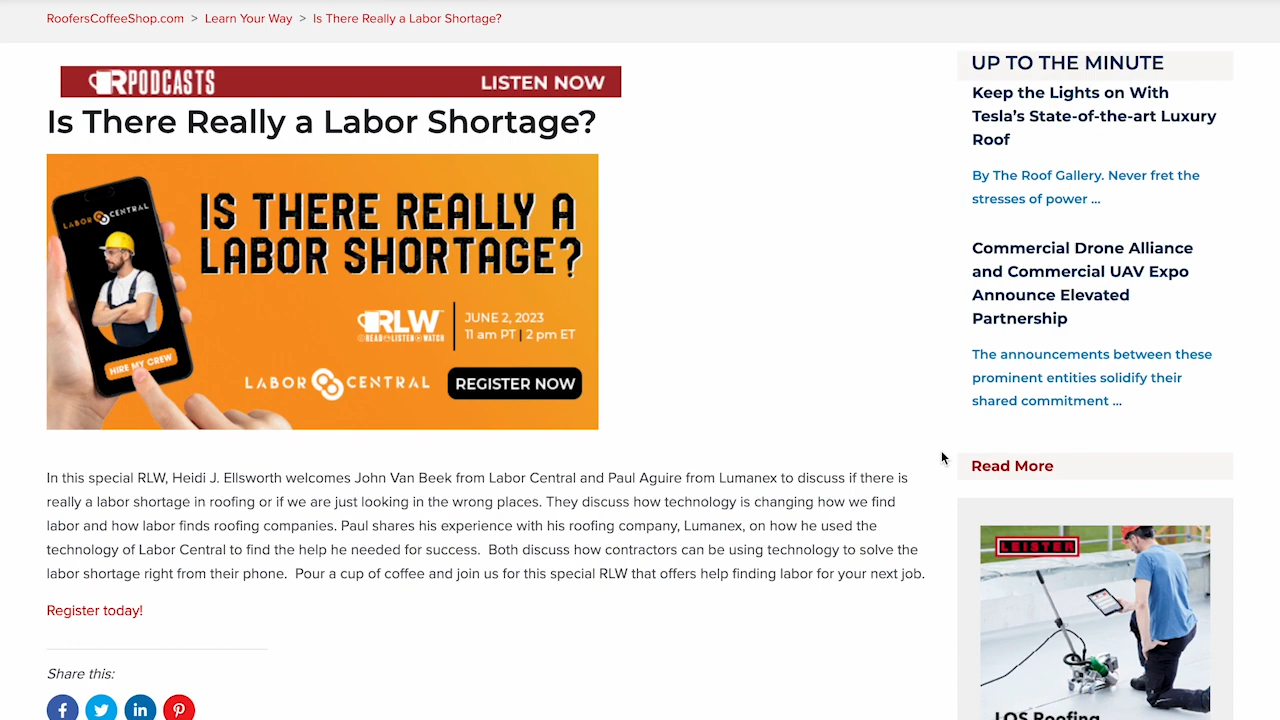 RoofersCoffeeShop.com > Learn Your Way > Is There Really a Labor Shortage?
RPODCASTS LISTEN NOW
Is There Really a Labor Shortage?
LABOR CENTRAL
HIRE MY CREW
IS THERE REALLY A
LABOR SHORTAGE?
RLW
READ LISTEN WATCH
JUNE 2, 2023
11 am PT | 2 pm ET
LABOR CENTRAL
REGISTER NOW
In this special RLW, Heidi J. Ellsworth welcomes John Van Beek from Labor Central and Paul Aguire from Lumanex to discuss if there is
really a labor shortage in roofing or if we are just looking in the wrong places. They discuss how technology is changing how we find
labor and how labor finds roofing companies. Paul shares his experience with his roofing company, Lumanex, on how he used the
technology of Labor Central to find the help he needed for success.  Both discuss how contractors can be using technology to solve the
labor shortage right from their phone.  Pour a cup of coffee and join us for this special RLW that offers help finding labor for your next job.
Register today!
Share this:
UP TO THE MINUTE
Keep the Lights on With
Tesla’s State-of-the-art Luxury
Roof
By The Roof Gallery. Never fret the
stresses of power ...
Commercial Drone Alliance
and Commercial UAV Expo
Announce Elevated
Partnership
The announcements between these
prominent entities solidify their
shared commitment ...
Read More
LEISTER
LQS Roofing